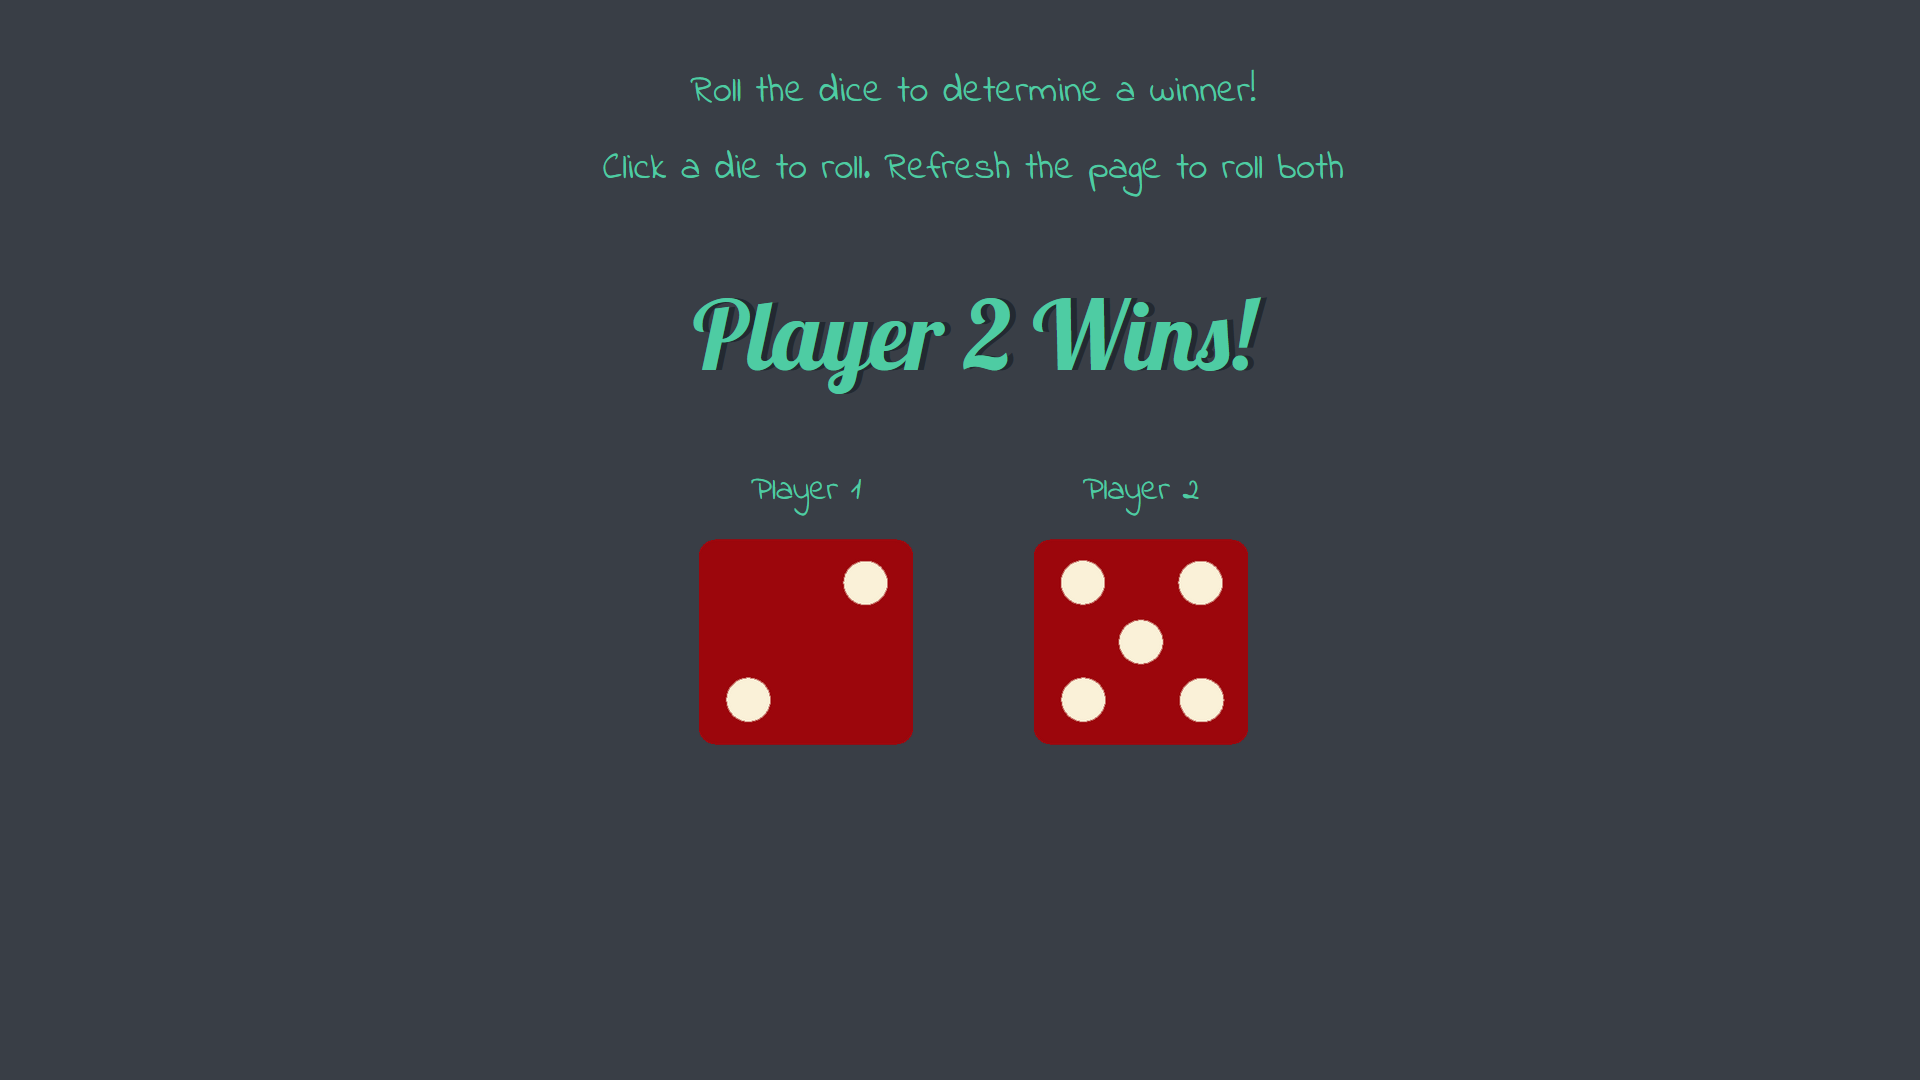 Roll the dice to determine a winner!
Click a die to roll. Refresh the page to roll both
Player 2 Wins!
Player 1
Player 2